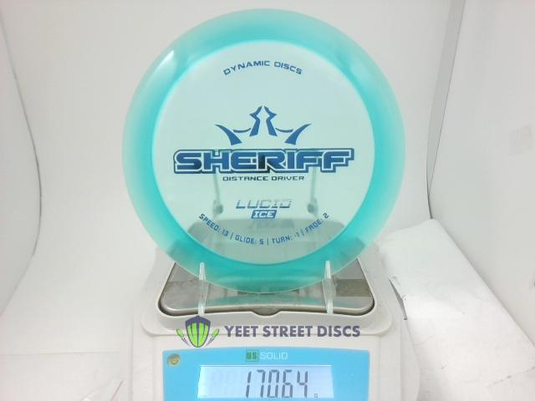 DYNAMIC DISCS
SHERIFF
DISTANCE DRIVER
LUCID
ICE
SPEED: 13 | GLIDE: 5 | TURN: -1 | FADE: 2
YEET STREET DISCS
US SOLID
170.64 g